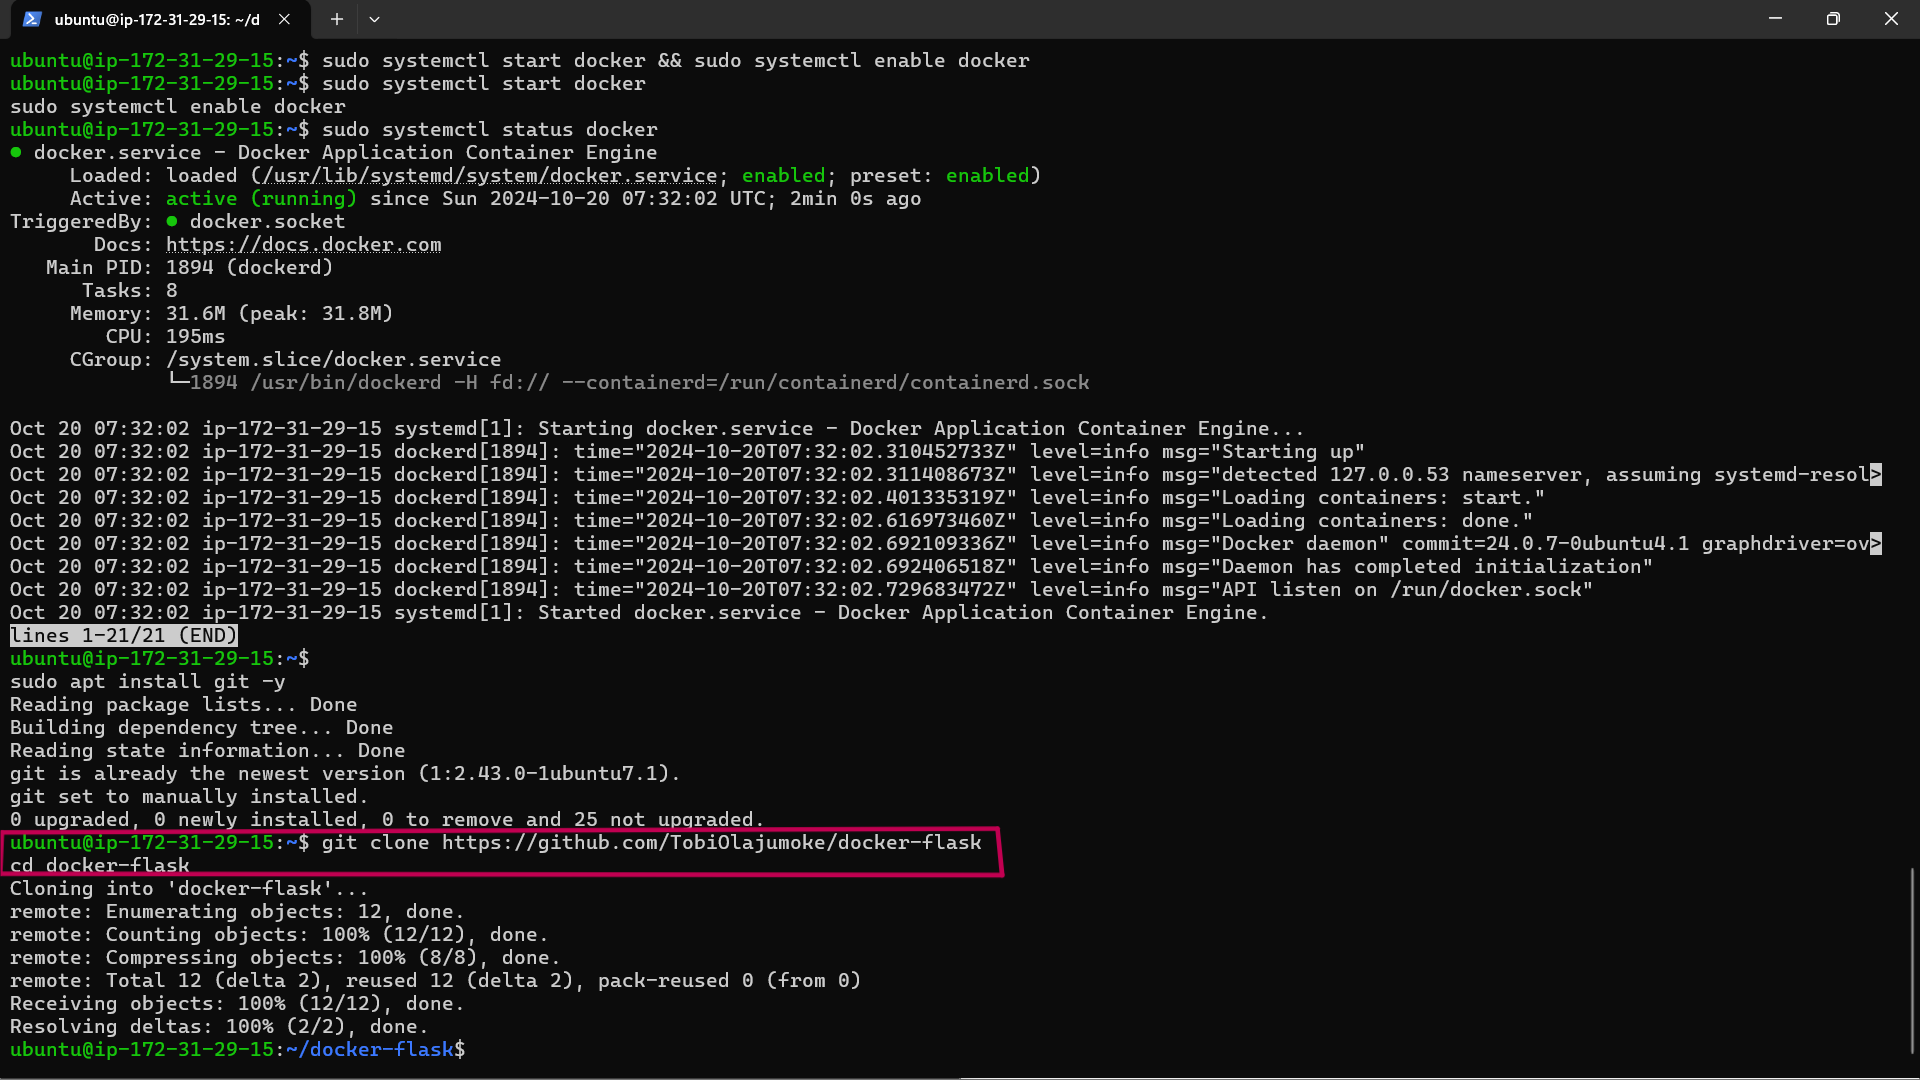 ubuntu@ip-172-31-29-15: ~/d
ubuntu@ip-172-31-29-15:~$ sudo systemctl start docker && sudo systemctl enable docker
ubuntu@ip-172-31-29-15:~$ sudo systemctl start docker
sudo systemctl enable docker
ubuntu@ip-172-31-29-15:~$ sudo systemctl status docker
● docker.service - Docker Application Container Engine
     Loaded: loaded (/usr/lib/systemd/system/docker.service; enabled; preset: enabled)
     Active: active (running) since Sun 2024-10-20 07:32:02 UTC; 2min 0s ago
TriggeredBy: ● docker.socket
       Docs: https://docs.docker.com
   Main PID: 1894 (dockerd)
      Tasks: 8
     Memory: 31.6M (peak: 31.8M)
        CPU: 195ms
     CGroup: /system.slice/docker.service
             └─1894 /usr/bin/dockerd -H fd:// --containerd=/run/containerd/containerd.sock
Oct 20 07:32:02 ip-172-31-29-15 systemd[1]: Starting docker.service - Docker Application Container Engine...
Oct 20 07:32:02 ip-172-31-29-15 dockerd[1894]: time="2024-10-20T07:32:02.310452733Z" level=info msg="Starting up"
Oct 20 07:32:02 ip-172-31-29-15 dockerd[1894]: time="2024-10-20T07:32:02.311408673Z" level=info msg="detected 127.0.0.53 nameserver, assuming systemd-resol>
Oct 20 07:32:02 ip-172-31-29-15 dockerd[1894]: time="2024-10-20T07:32:02.401335319Z" level=info msg="Loading containers: start."
Oct 20 07:32:02 ip-172-31-29-15 dockerd[1894]: time="2024-10-20T07:32:02.616973460Z" level=info msg="Loading containers: done."
Oct 20 07:32:02 ip-172-31-29-15 dockerd[1894]: time="2024-10-20T07:32:02.692109336Z" level=info msg="Docker daemon" commit=24.0.7-0ubuntu4.1 graphdriver=ov>
Oct 20 07:32:02 ip-172-31-29-15 dockerd[1894]: time="2024-10-20T07:32:02.692406518Z" level=info msg="Daemon has completed initialization"
Oct 20 07:32:02 ip-172-31-29-15 dockerd[1894]: time="2024-10-20T07:32:02.729683472Z" level=info msg="API listen on /run/docker.sock"
Oct 20 07:32:02 ip-172-31-29-15 systemd[1]: Started docker.service - Docker Application Container Engine.
lines 1-21/21 (END)
ubuntu@ip-172-31-29-15:~$
sudo apt install git -y
Reading package lists... Done
Building dependency tree... Done
Reading state information... Done
git is already the newest version (1:2.43.0-1ubuntu7.1).
git set to manually installed.
0 upgraded, 0 newly installed, 0 to remove and 25 not upgraded.
ubuntu@ip-172-31-29-15:~$ git clone https://github.com/TobiOlajumoke/docker-flask
cd docker-flask
Cloning into 'docker-flask'...
remote: Enumerating objects: 12, done.
remote: Counting objects: 100% (12/12), done.
remote: Compressing objects: 100% (8/8), done.
remote: Total 12 (delta 2), reused 12 (delta 2), pack-reused 0 (from 0)
Receiving objects: 100% (12/12), done.
Resolving deltas: 100% (2/2), done.
ubuntu@ip-172-31-29-15:~/docker-flask$